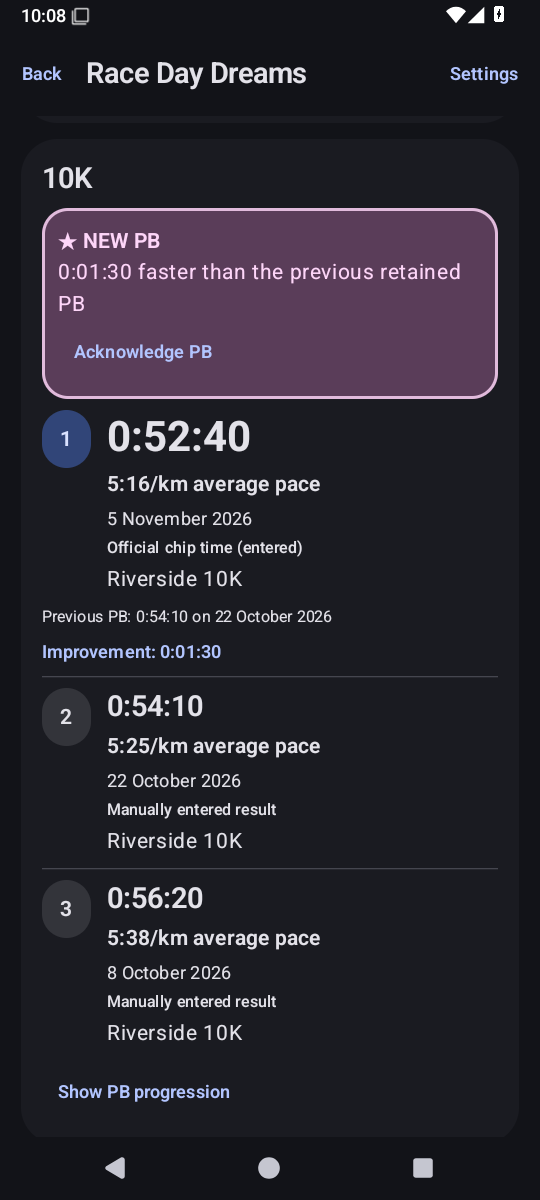 10:08
Back Race Day Dreams Settings
10K
★ NEW PB
0:01:30 faster than the previous retained
PB
Acknowledge PB
1 0:52:40
5:16/km average pace
5 November 2026
Official chip time (entered)
Riverside 10K
Previous PB: 0:54:10 on 22 October 2026
Improvement: 0:01:30
2 0:54:10
5:25/km average pace
22 October 2026
Manually entered result
Riverside 10K
3 0:56:20
5:38/km average pace
8 October 2026
Manually entered result
Riverside 10K
Show PB progression